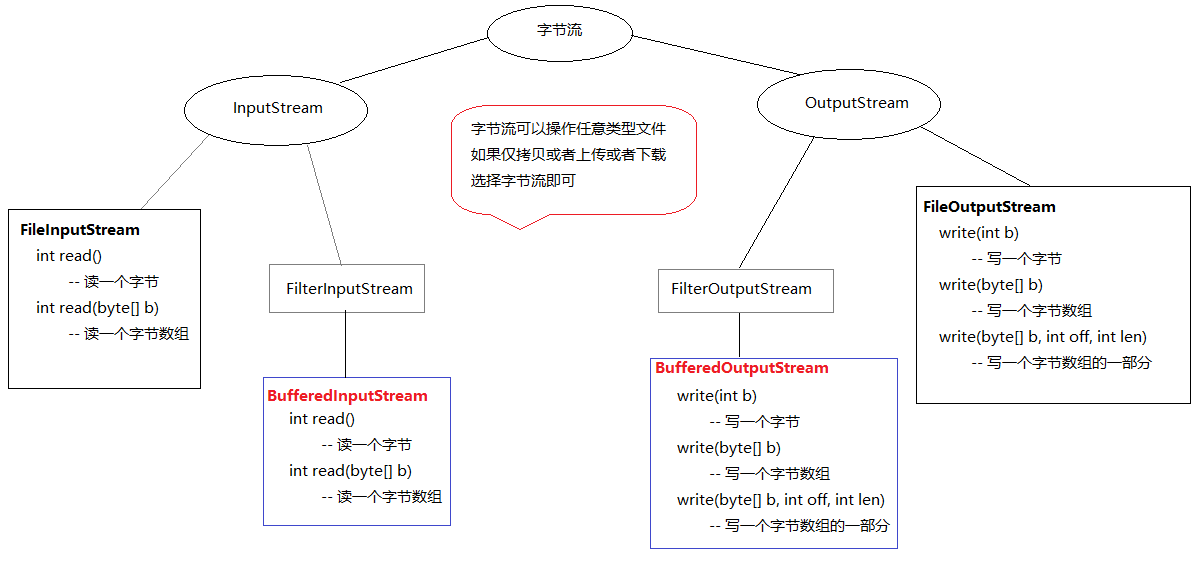 字节流
InputStream
OutputStream
字节流可以操作任意类型文件
如果仅拷贝或者上传或者下载
选择字节流即可
FileInputStream
int read()
-- 读一个字节
int read(byte[] b)
-- 读一个字节数组
FilterInputStream
BufferedInputStream
int read()
-- 读一个字节
int read(byte[] b)
-- 读一个字节数组
FilterOutputStream
BufferedOutputStream
write(int b)
-- 写一个字节
write(byte[] b)
-- 写一个字节数组
write(byte[] b, int off, int len)
-- 写一个字节数组的一部分
FileOutputStream
write(int b)
-- 写一个字节
write(byte[] b)
-- 写一个字节数组
write(byte[] b, int off, int len)
-- 写一个字节数组的一部分